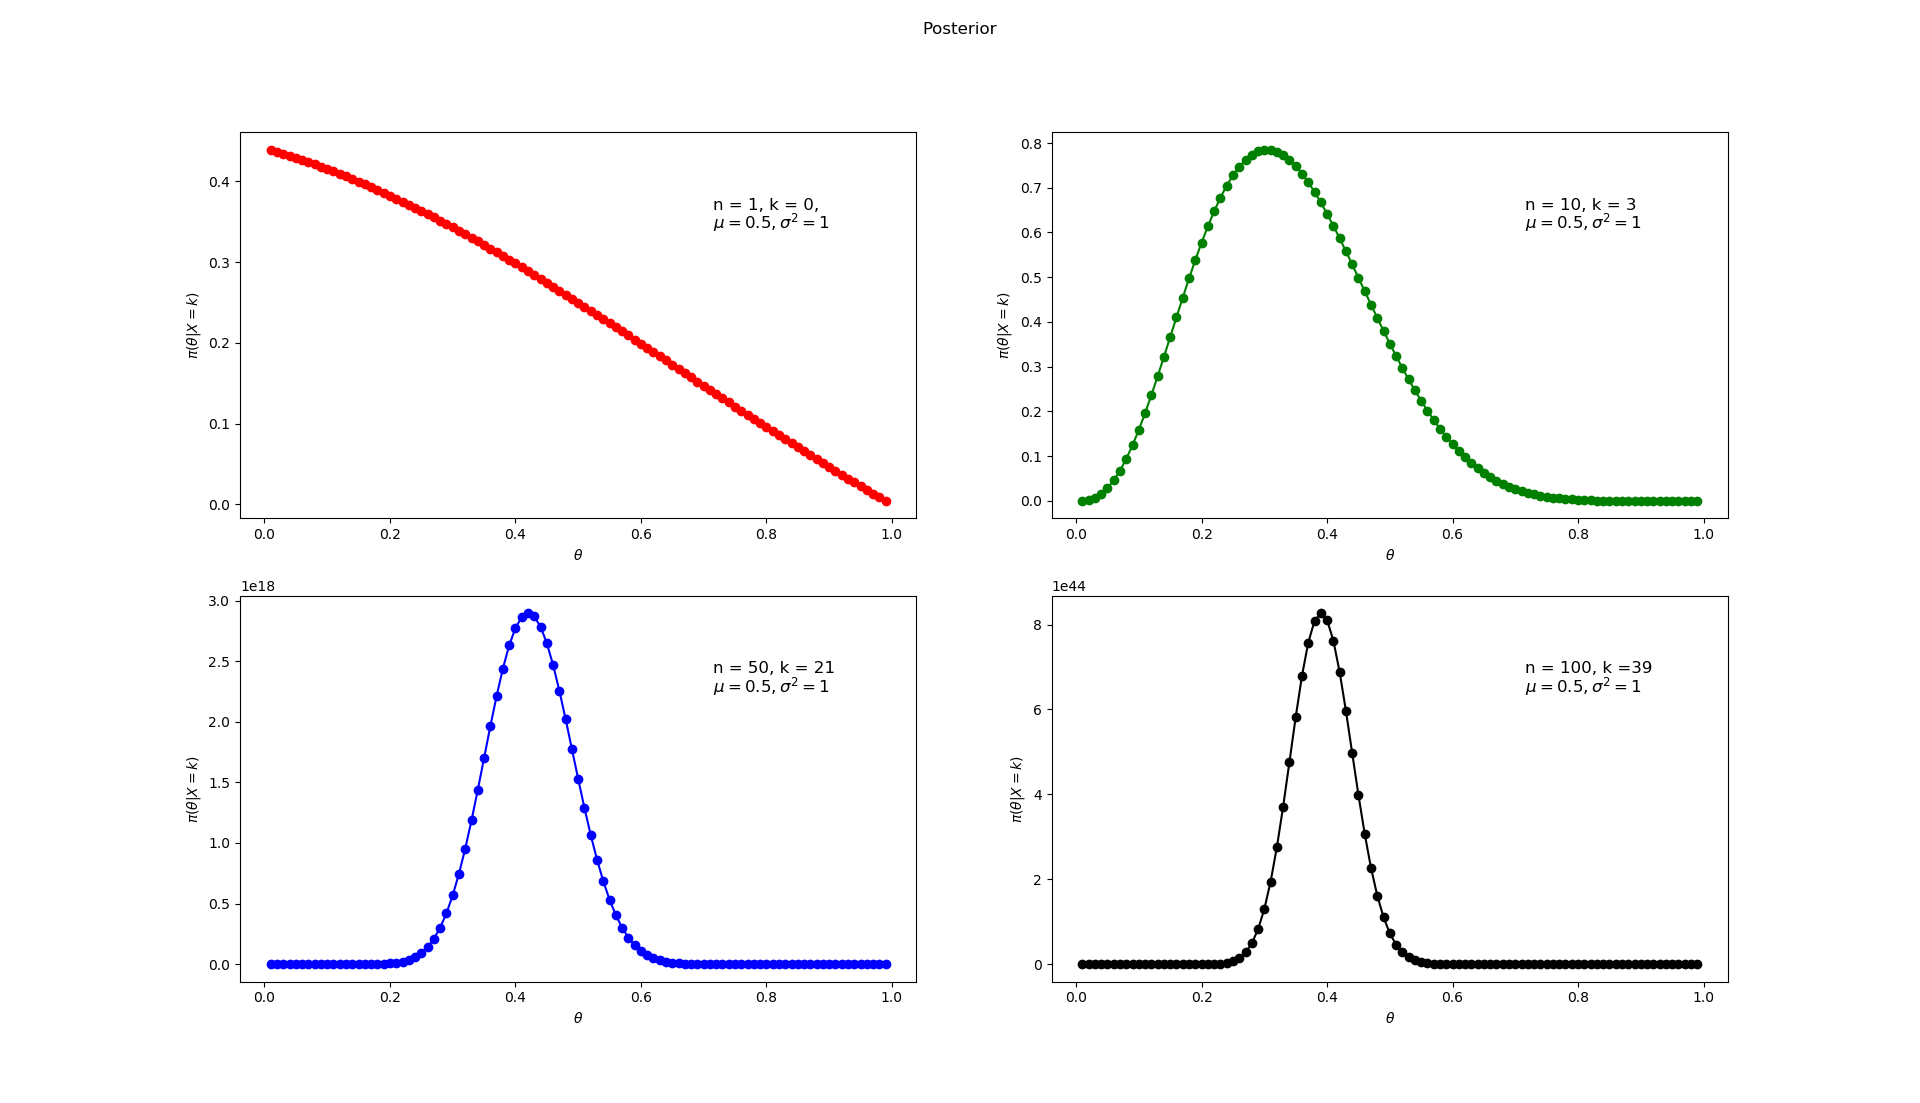 Posterior
0.4
0.3
0.2
0.1
0.0
π(θ|X = k)
n = 1, k = 0,
μ = 0.5, σ² = 1
0.0 0.2 0.4 0.6 0.8 1.0
θ
0.8
0.7
0.6
0.5
0.4
0.3
0.2
0.1
0.0
π(θ|X = k)
n = 10, k = 3
μ = 0.5, σ² = 1
0.0 0.2 0.4 0.6 0.8 1.0
θ
1e18
3.0
2.5
2.0
1.5
1.0
0.5
0.0
π(θ|X = k)
n = 50, k = 21
μ = 0.5, σ² = 1
0.0 0.2 0.4 0.6 0.8 1.0
θ
1e44
8
6
4
2
0
π(θ|X = k)
n = 100, k =39
μ = 0.5, σ² = 1
0.0 0.2 0.4 0.6 0.8 1.0
θ